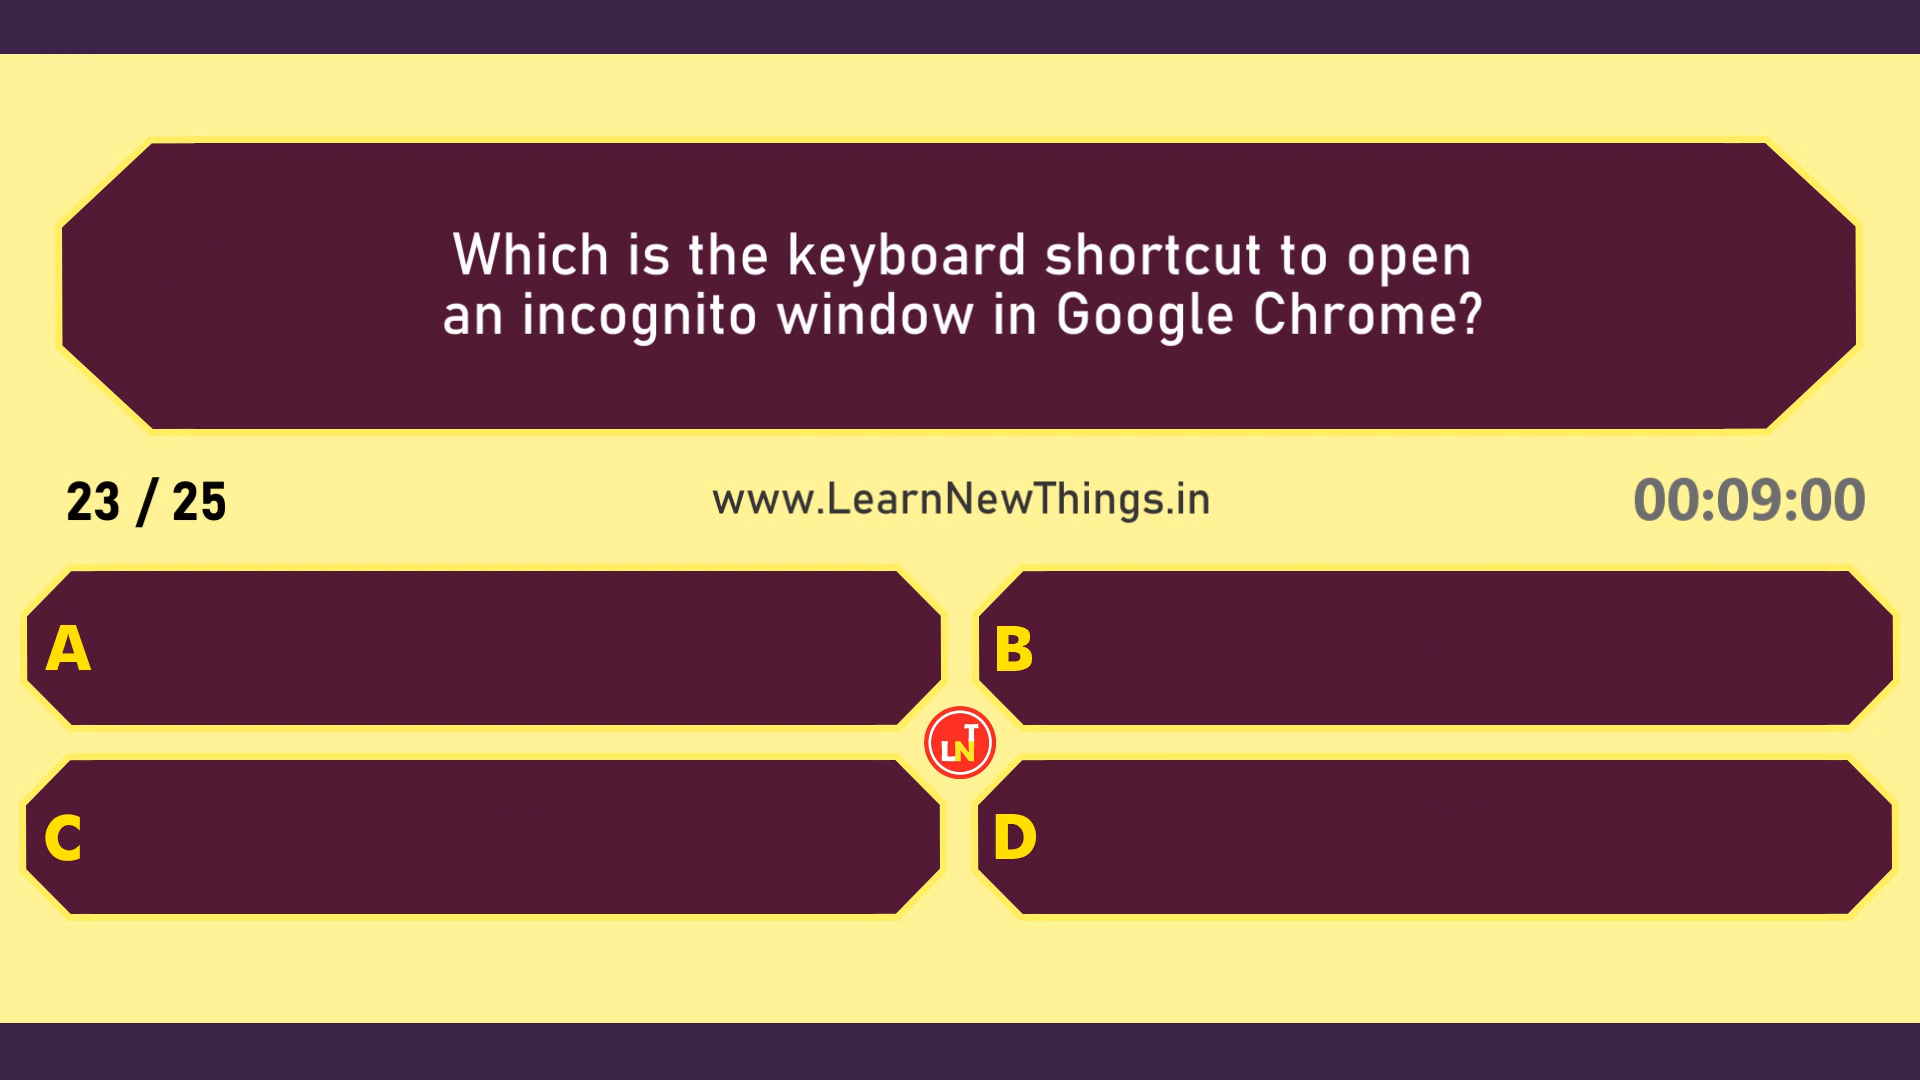 Which is the keyboard shortcut to open
an incognito window in Google Chrome?
23 / 25
www.LearnNewThings.in
00:09:00
A
B
LNT
C
D